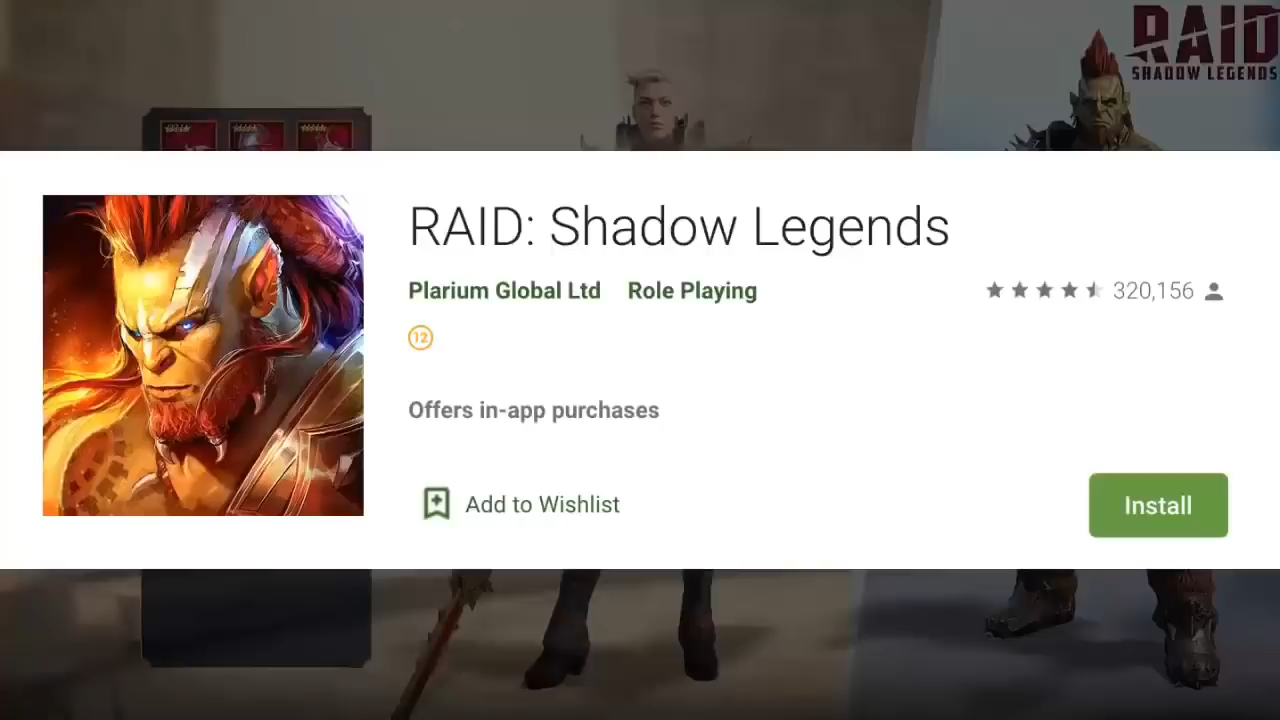 RAID
SHADOW LEGENDS
RAID: Shadow Legends
Plarium Global Ltd Role Playing
320,156
12
Offers in-app purchases
Add to Wishlist
Install